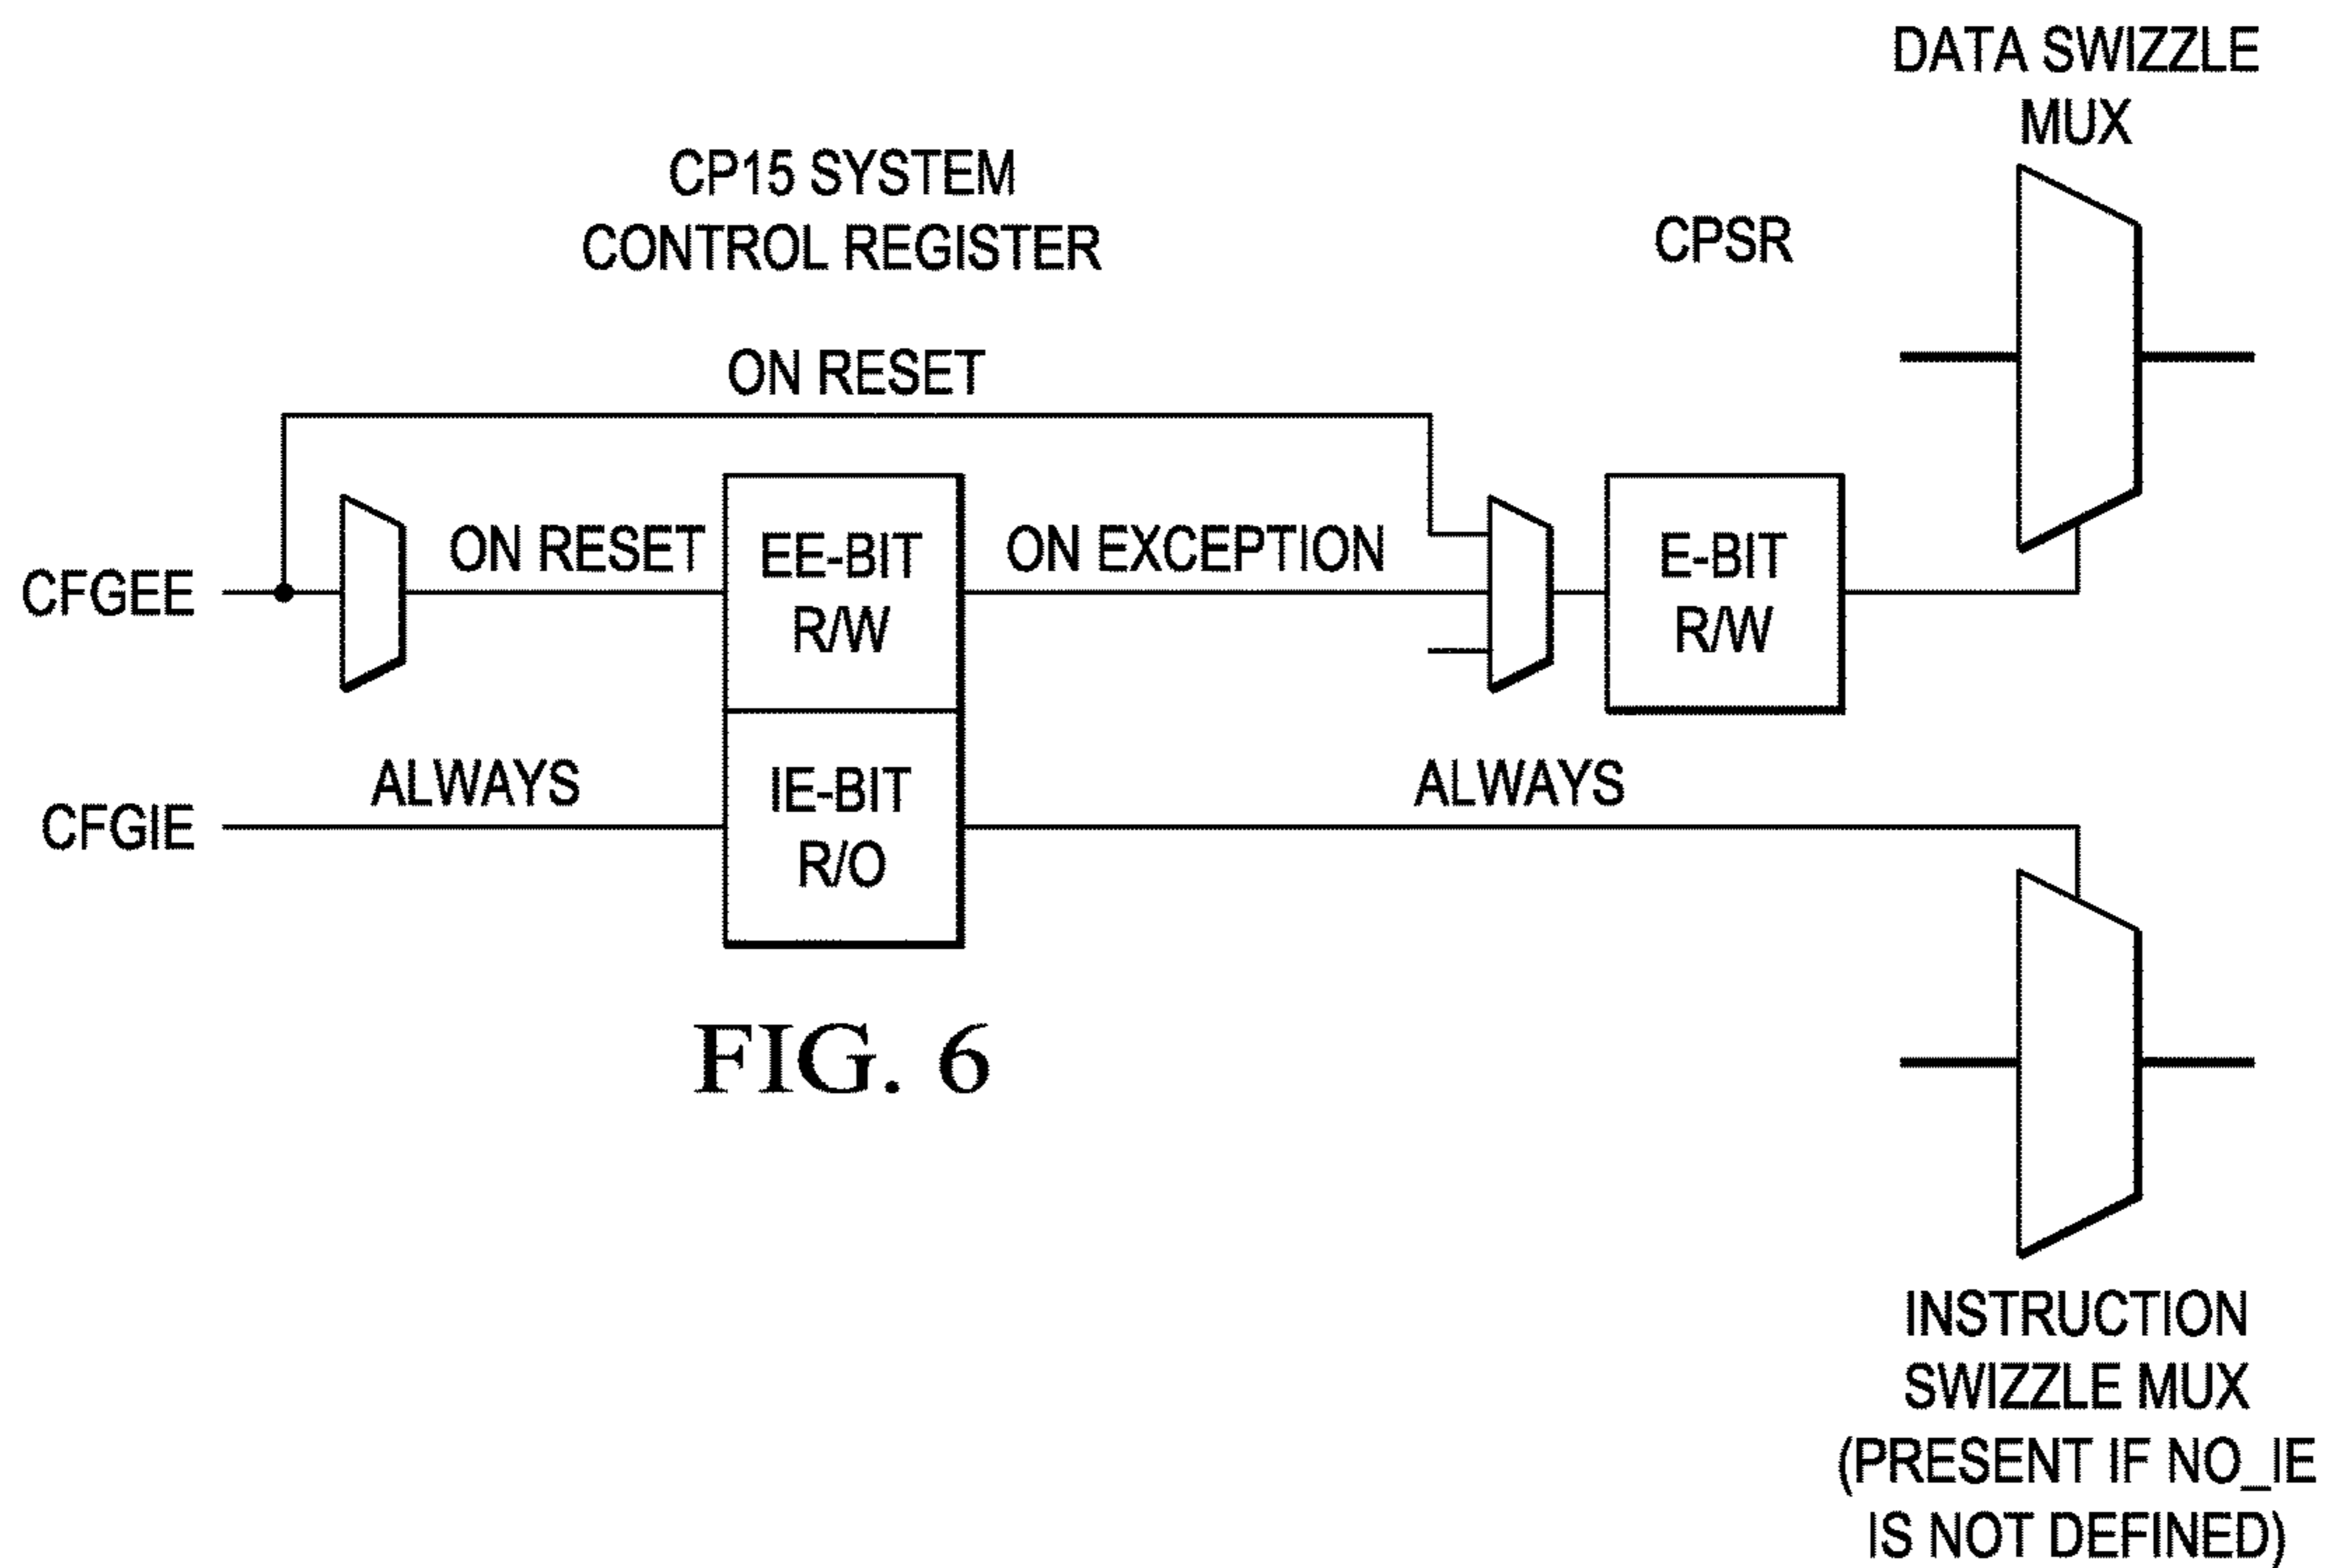 DATA SWIZZLE
MUX
CP15 SYSTEM
CONTROL REGISTER
CPSR
ON RESET
CFGEE
ON RESET
EE-BIT
R/W
ON EXCEPTION
E-BIT
R/W
CFGIE
ALWAYS
IE-BIT
R/O
ALWAYS
FIG. 6
INSTRUCTION
SWIZZLE MUX
(PRESENT IF NO_IE
IS NOT DEFINED)